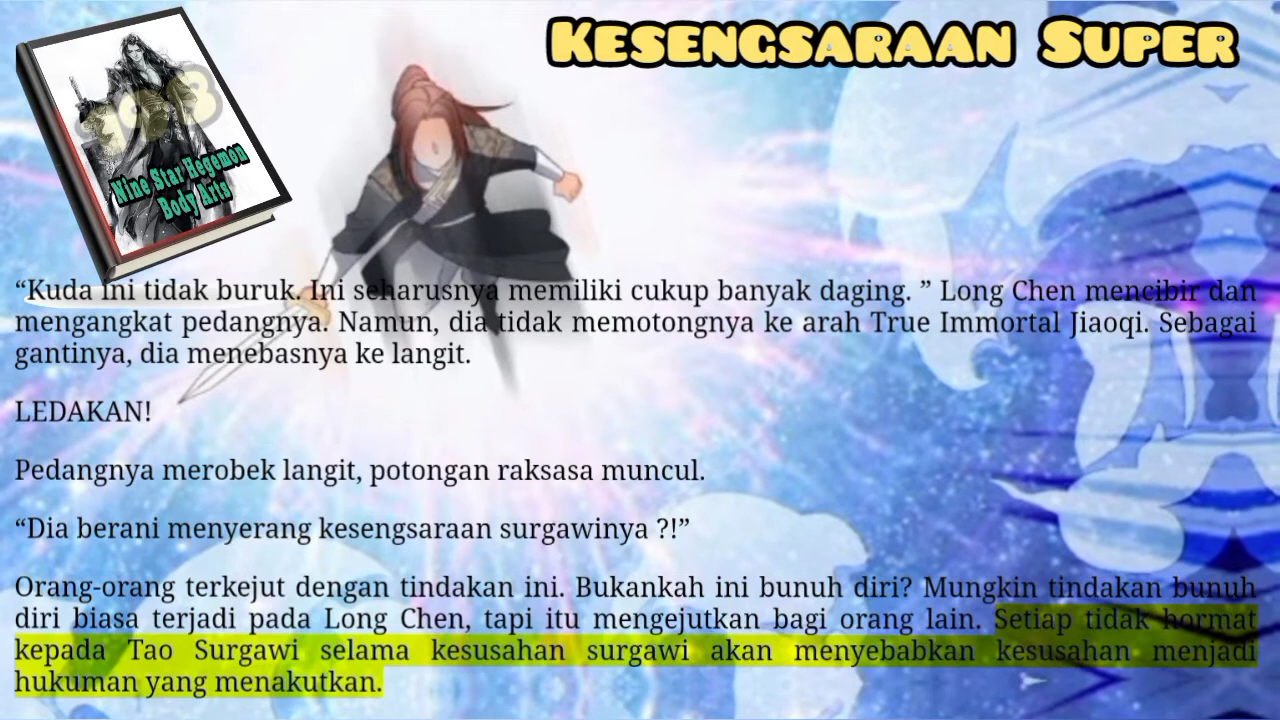 Kesengsaraan Super
Nine Star Hegemon
Body Arts
“Kuda ini tidak buruk. Ini seharusnya memiliki cukup banyak daging. ” Long Chen mencibir dan
mengangkat pedangnya. Namun, dia tidak memotongnya ke arah True Immortal Jiaoqi. Sebagai
gantinya, dia menebasnya ke langit.
LEDAKAN!
Pedangnya merobek langit, potongan raksasa muncul.
“Dia berani menyerang kesengsaraan surgawinya ?!”
Orang-orang terkejut dengan tindakan ini. Bukankah ini bunuh diri? Mungkin tindakan bunuh
diri biasa terjadi pada Long Chen, tapi itu mengejutkan bagi orang lain. Setiap tidak hormat
kepada Tao Surgawi selama kesusahan surgawi akan menyebabkan kesusahan menjadi
hukuman yang menakutkan.